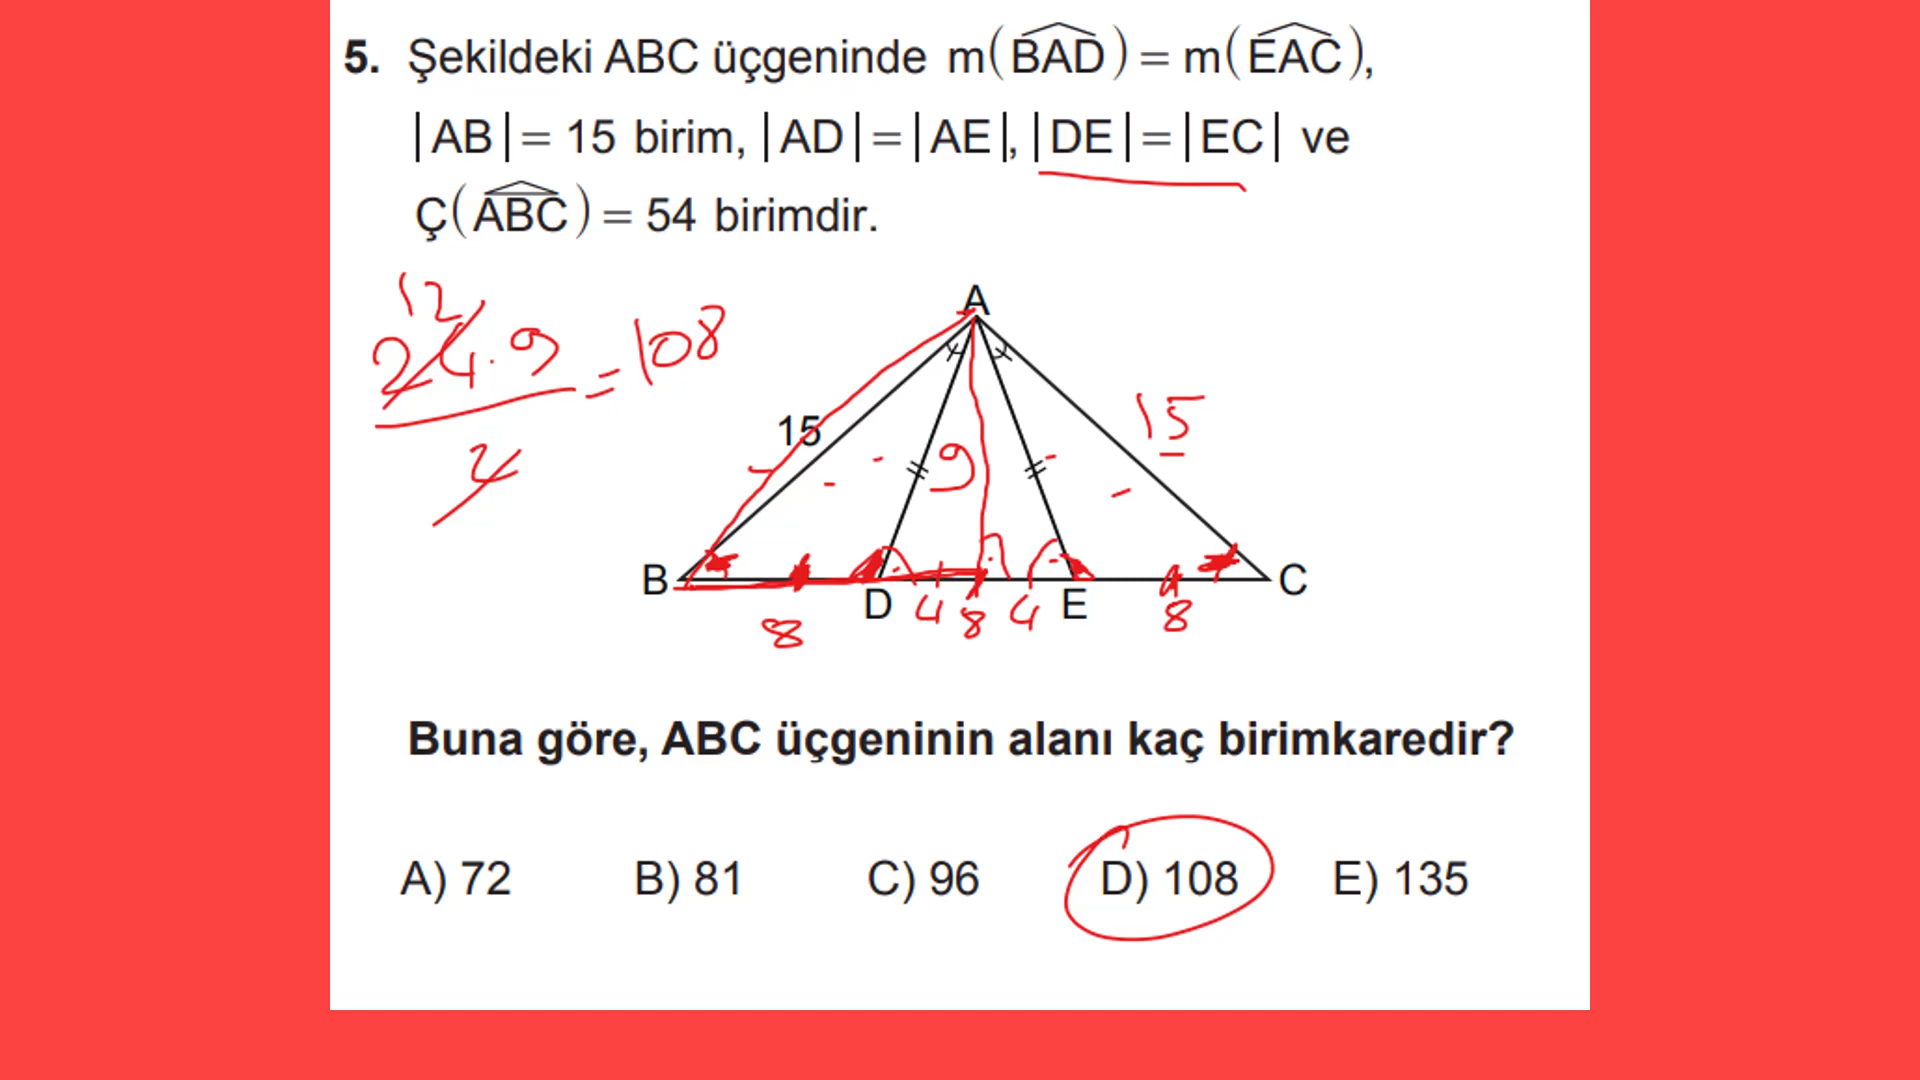 5. Şekildeki ABC üçgeninde m(BAD) = m(EAC),
|AB| = 15 birim, |AD| = |AE|, |DE| = |EC| ve
Ç(ABC) = 54 birimdir.
12
24.9 = 108
2
A
15
15
9
B
D
E
C
4
4
8
8
8
Buna göre, ABC üçgeninin alanı kaç birimkaredir?
A) 72 B) 81 C) 96 D) 108 E) 135